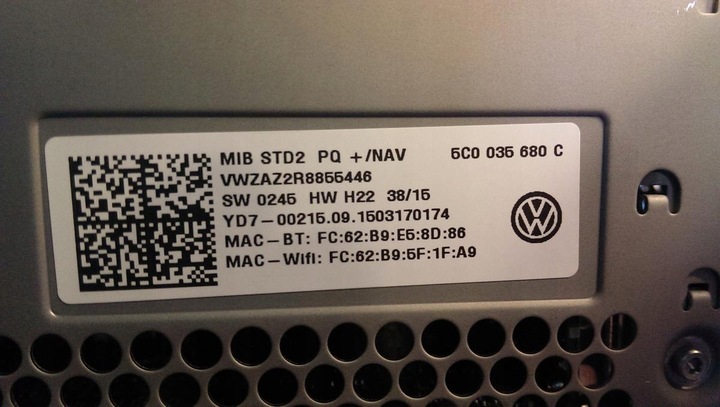 MIB STD2 PQ +/NAV 5C0 035 680 C
VWZAZ2R8855446
SW 0245 HW H22 38/15
YD7-00215.09.1503170174
MAC-BT: FC:62:B9:E5:8D:86
MAC-Wifi: FC:62:B9:5F:1F:A9